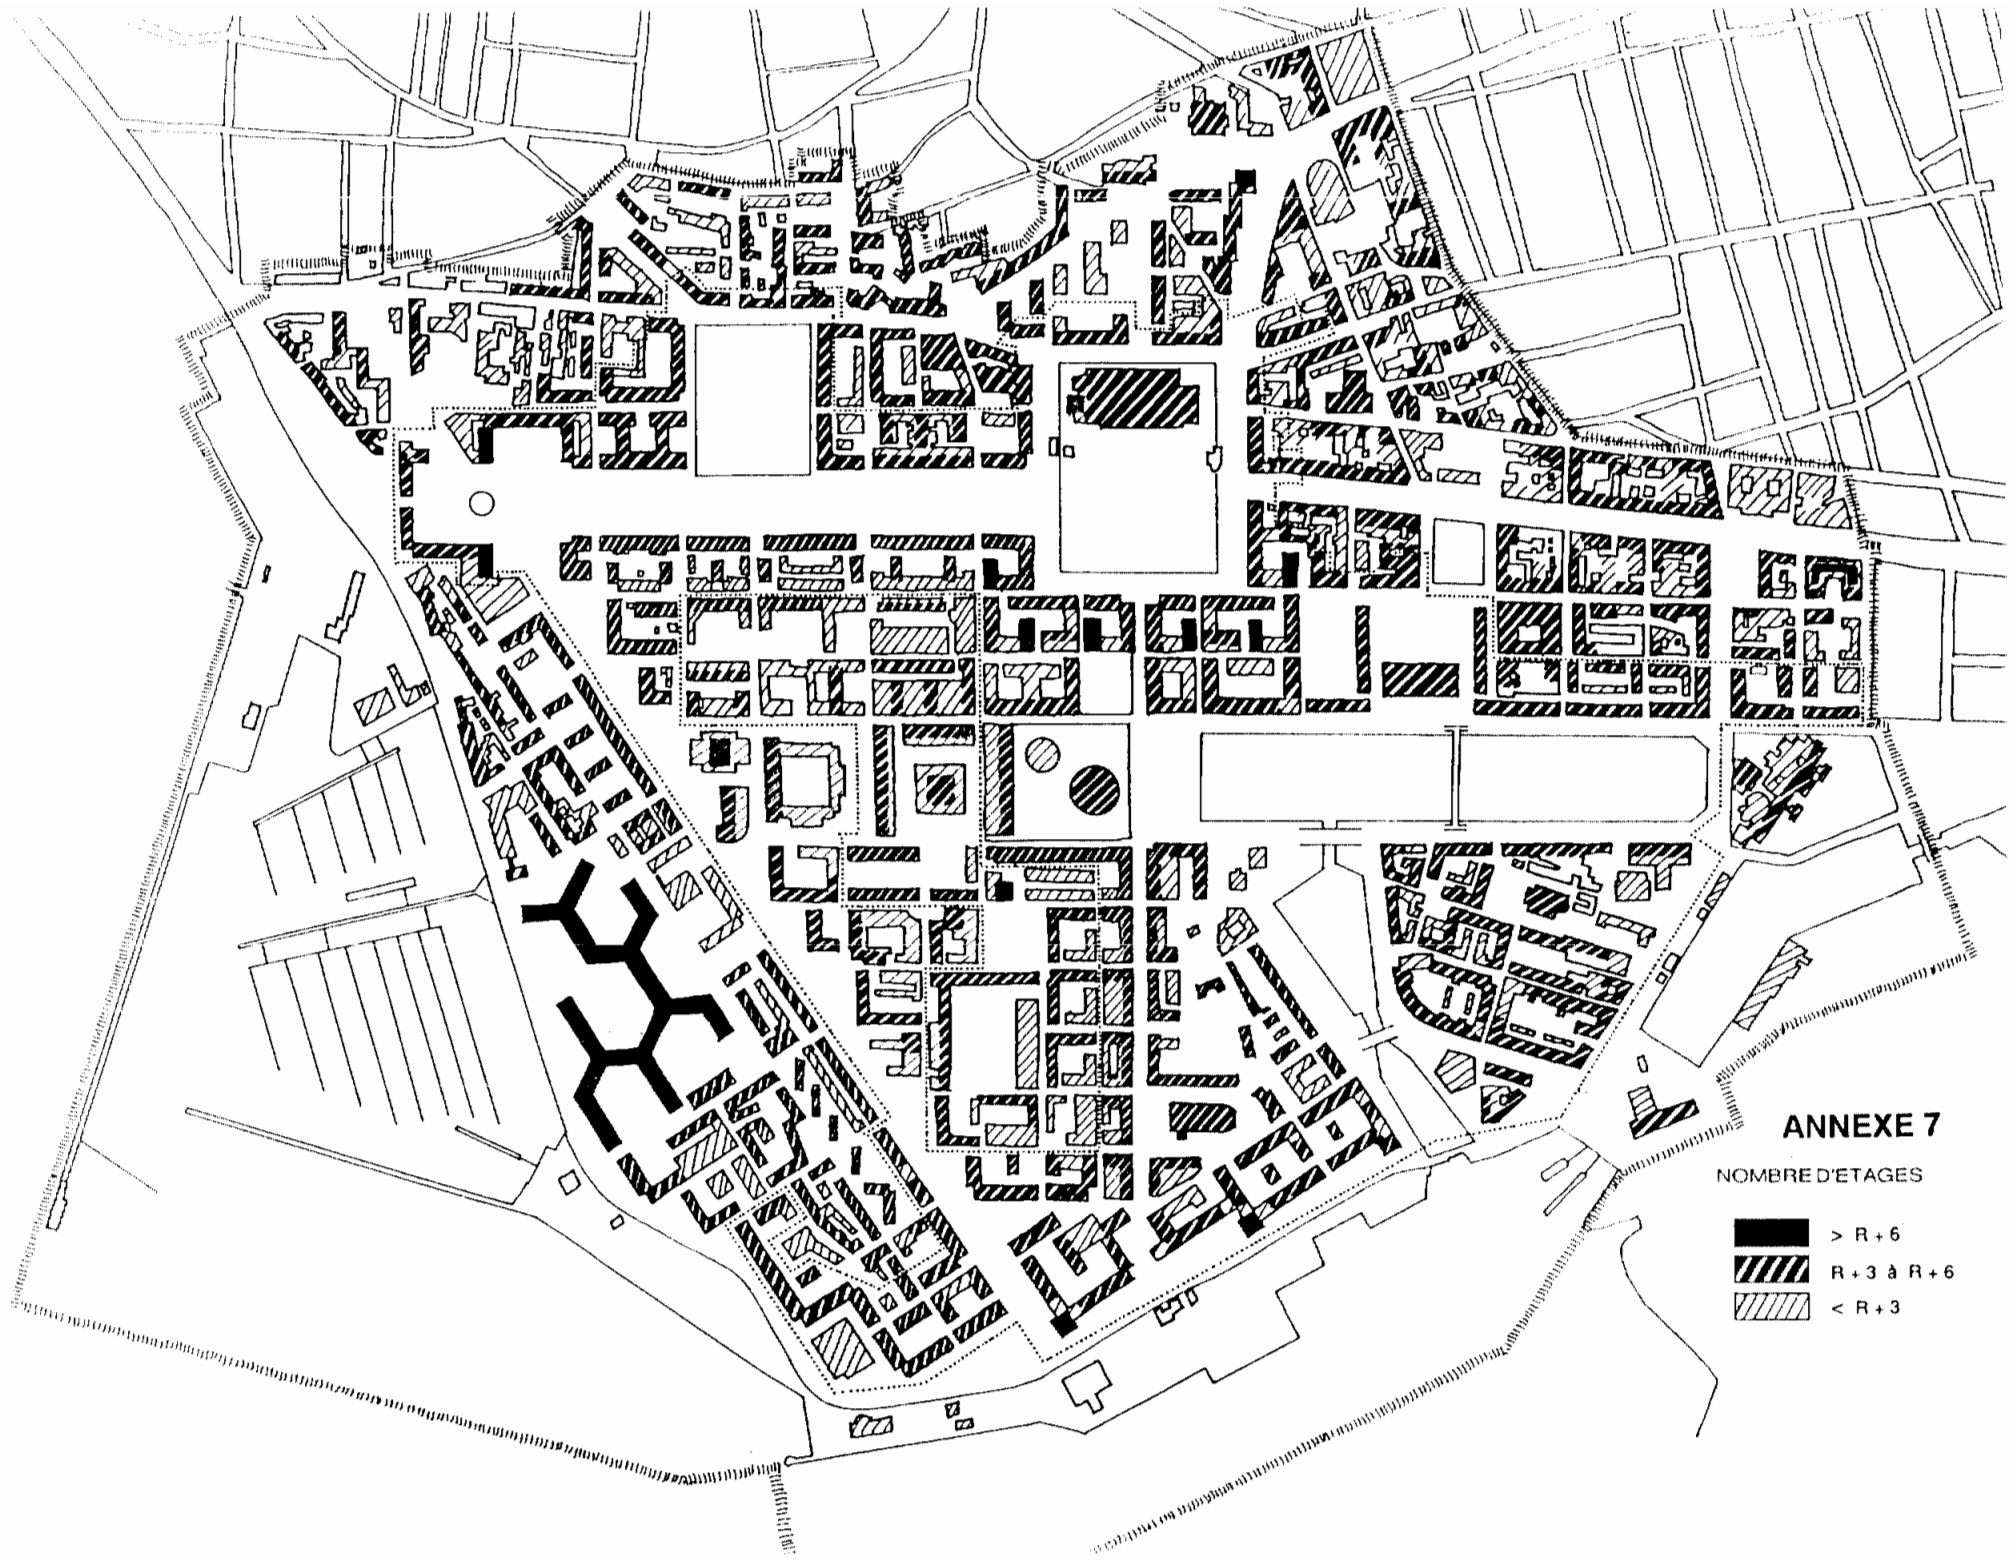 ANNEXE 7
NOMBRE D'ETAGES
> R + 6
R + 3 à R + 6
< R + 3